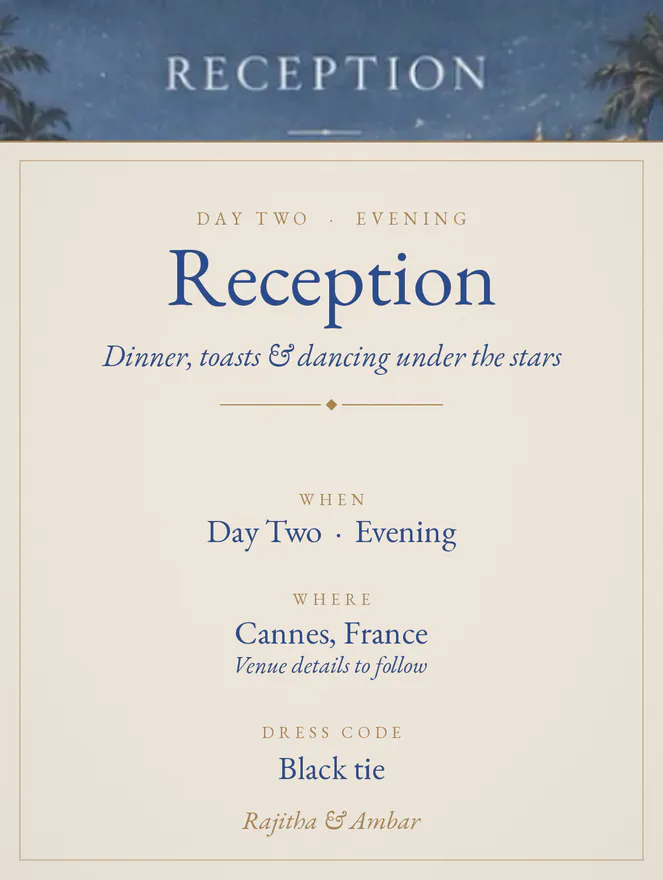 RECEPTION
DAY TWO · EVENING
Reception
Dinner, toasts & dancing under the stars
WHEN
Day Two · Evening
WHERE
Cannes, France
Venue details to follow
DRESS CODE
Black tie
Rajitha & Ambar